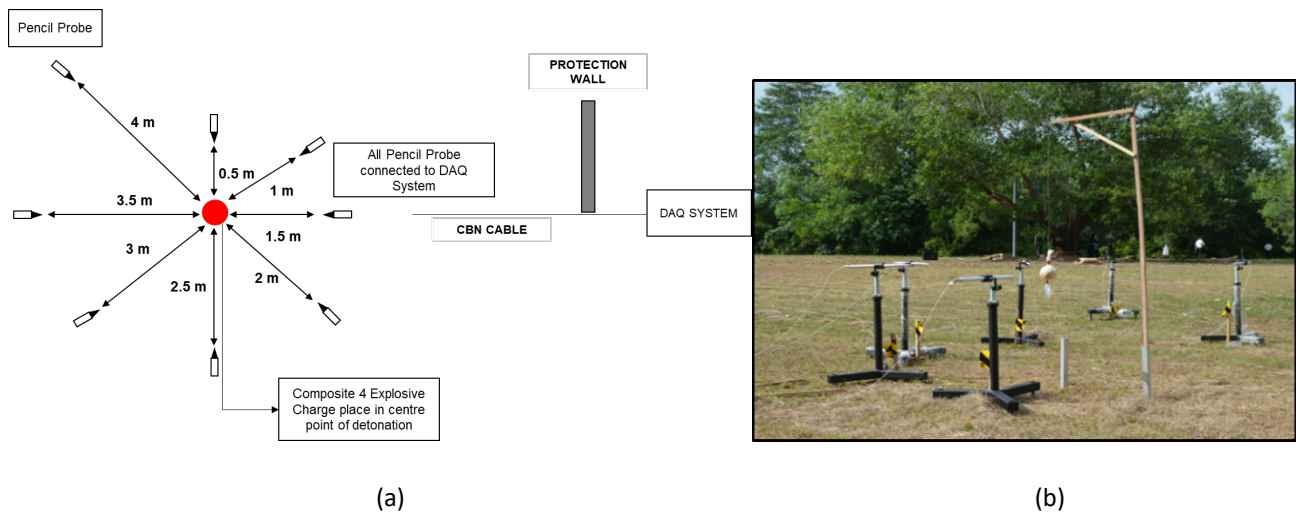 Pencil Probe
4 m
0.5 m
1 m
3.5 m
1.5 m
3 m
2.5 m
2 m
All Pencil Probe
connected to DAQ
System
PROTECTION
WALL
CBN CABLE
DAQ SYSTEM
Composite 4 Explosive
Charge place in centre
point of detonation
(a)
(b)